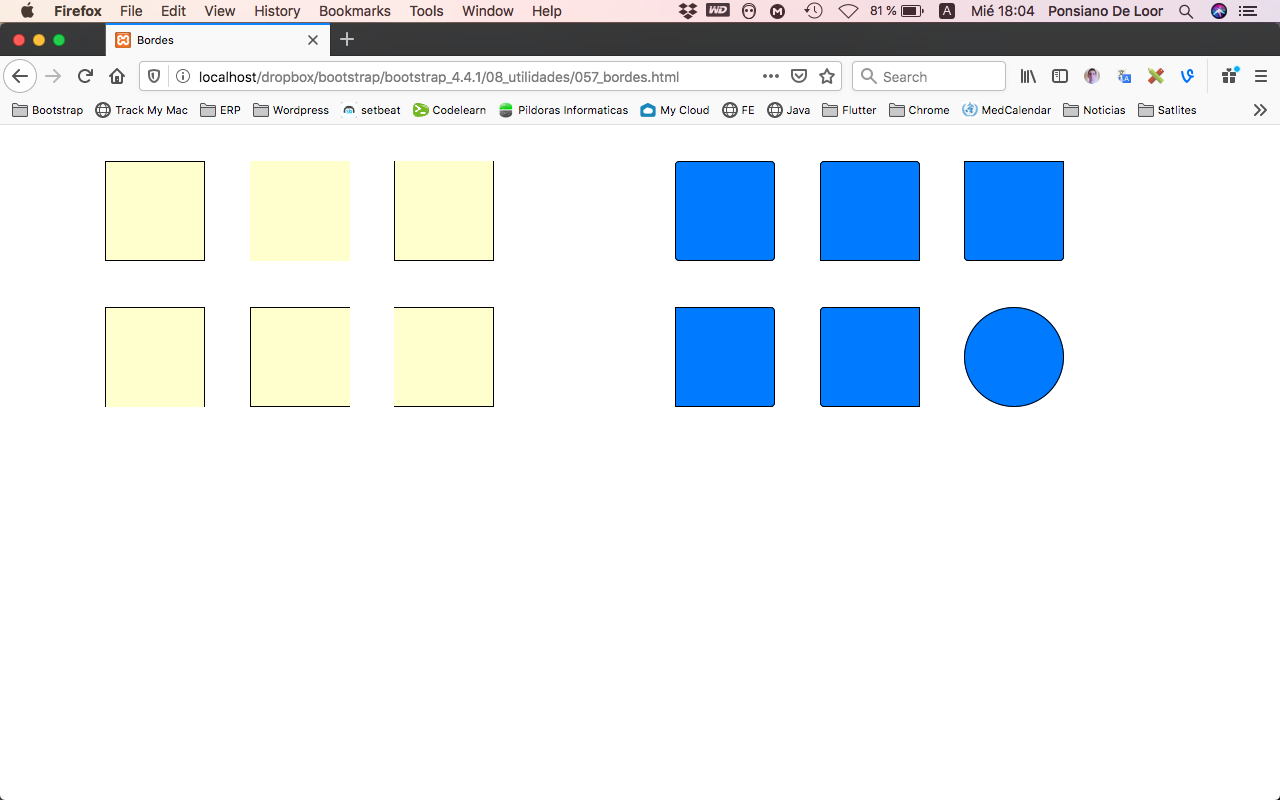 Firefox File Edit View History Bookmarks Tools Window Help WD M 81 % A Mié 18:04 Ponsiano De Loor
Bordes
localhost/dropbox/bootstrap/bootstrap_4.4.1/08_utilidades/057_bordes.html Search
Bootstrap Track My Mac ERP Wordpress setbeat Codelearn Pildoras Informaticas My Cloud FE Java Flutter Chrome MedCalendar Noticias Satlites